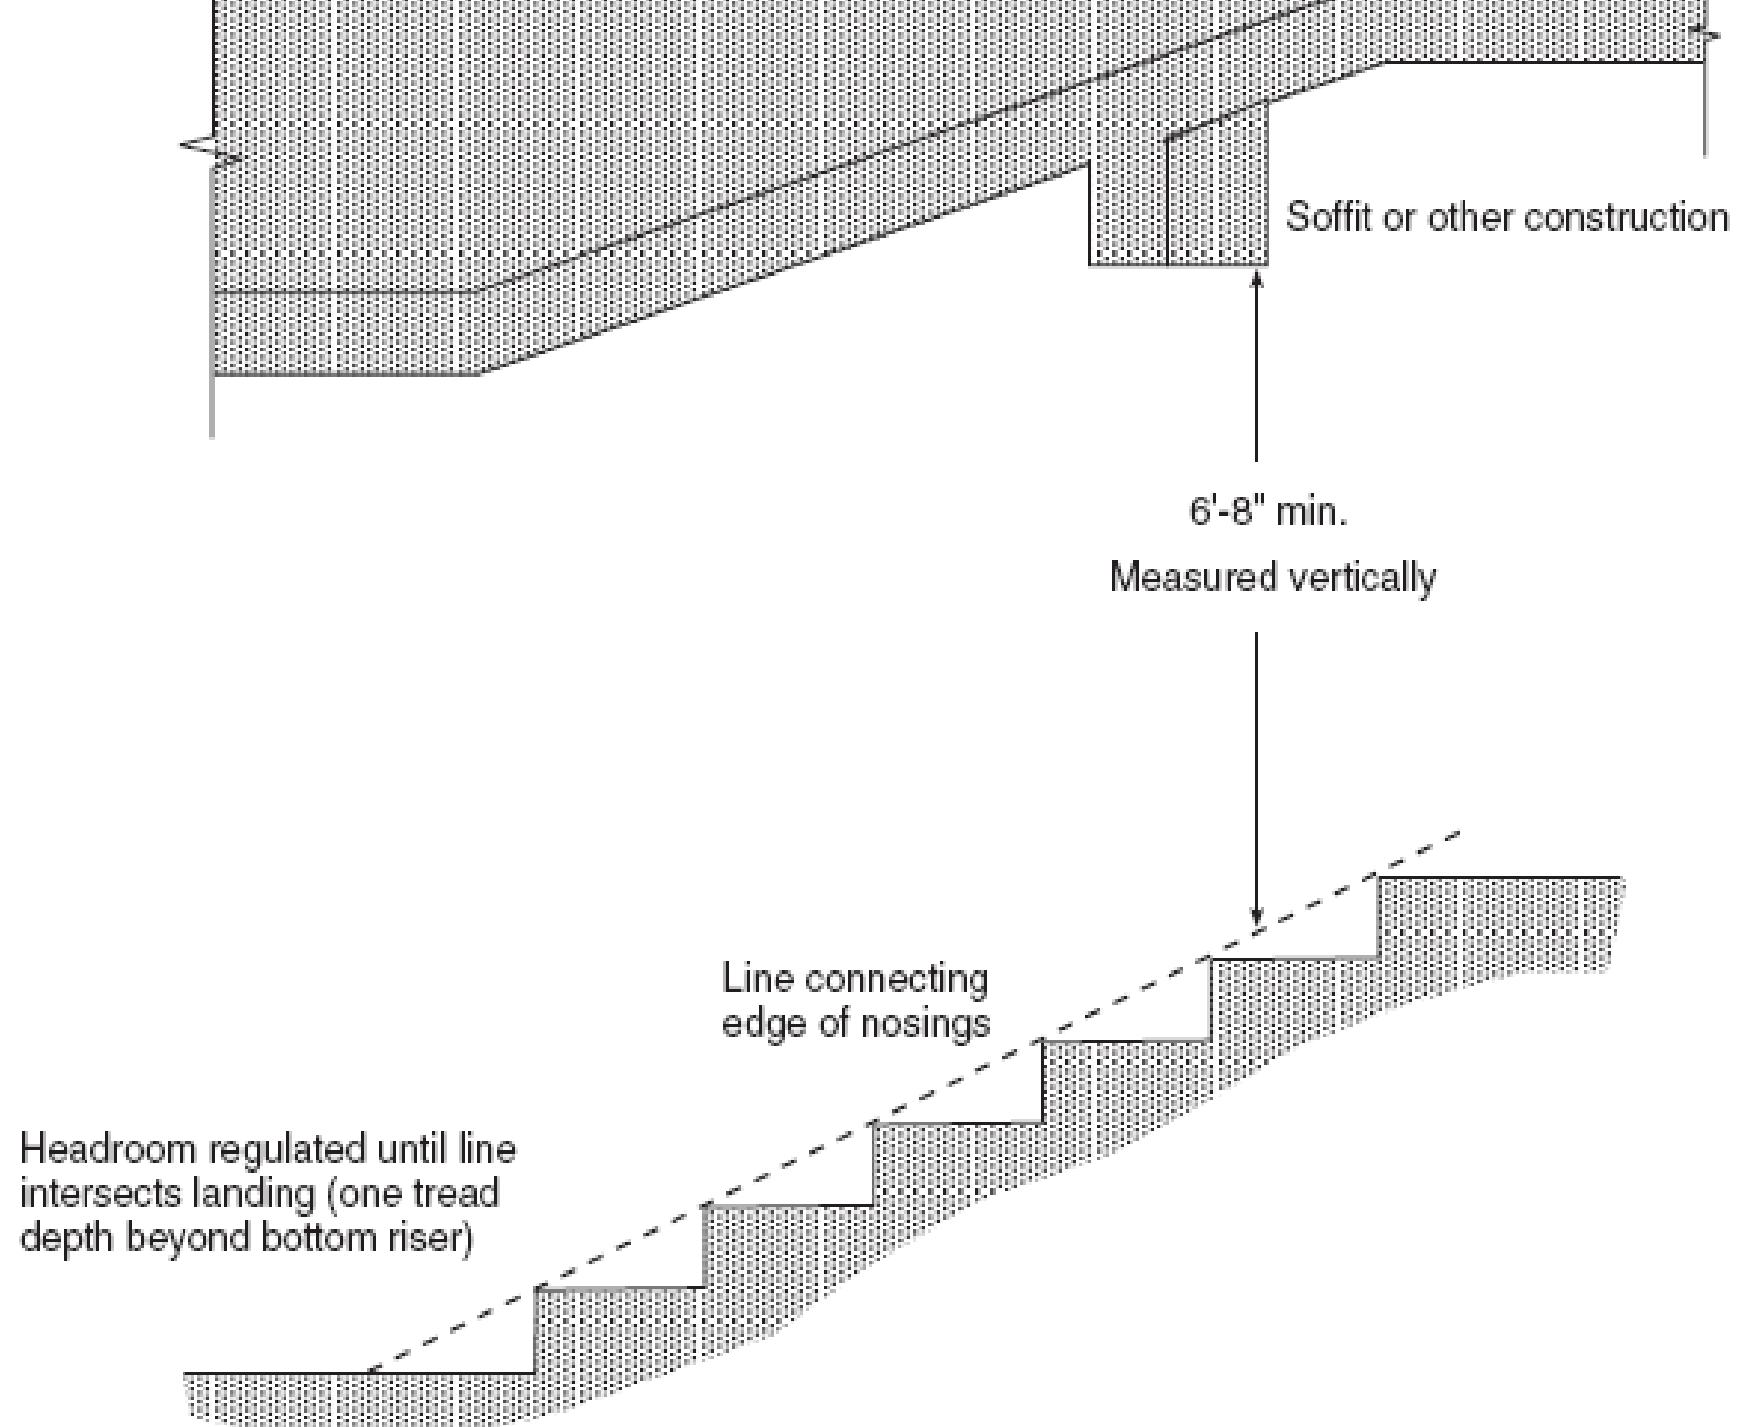 Soffit or other construction
6'-8" min.
Measured vertically
Line connecting
edge of nosings
Headroom regulated until line
intersects landing (one tread
depth beyond bottom riser)